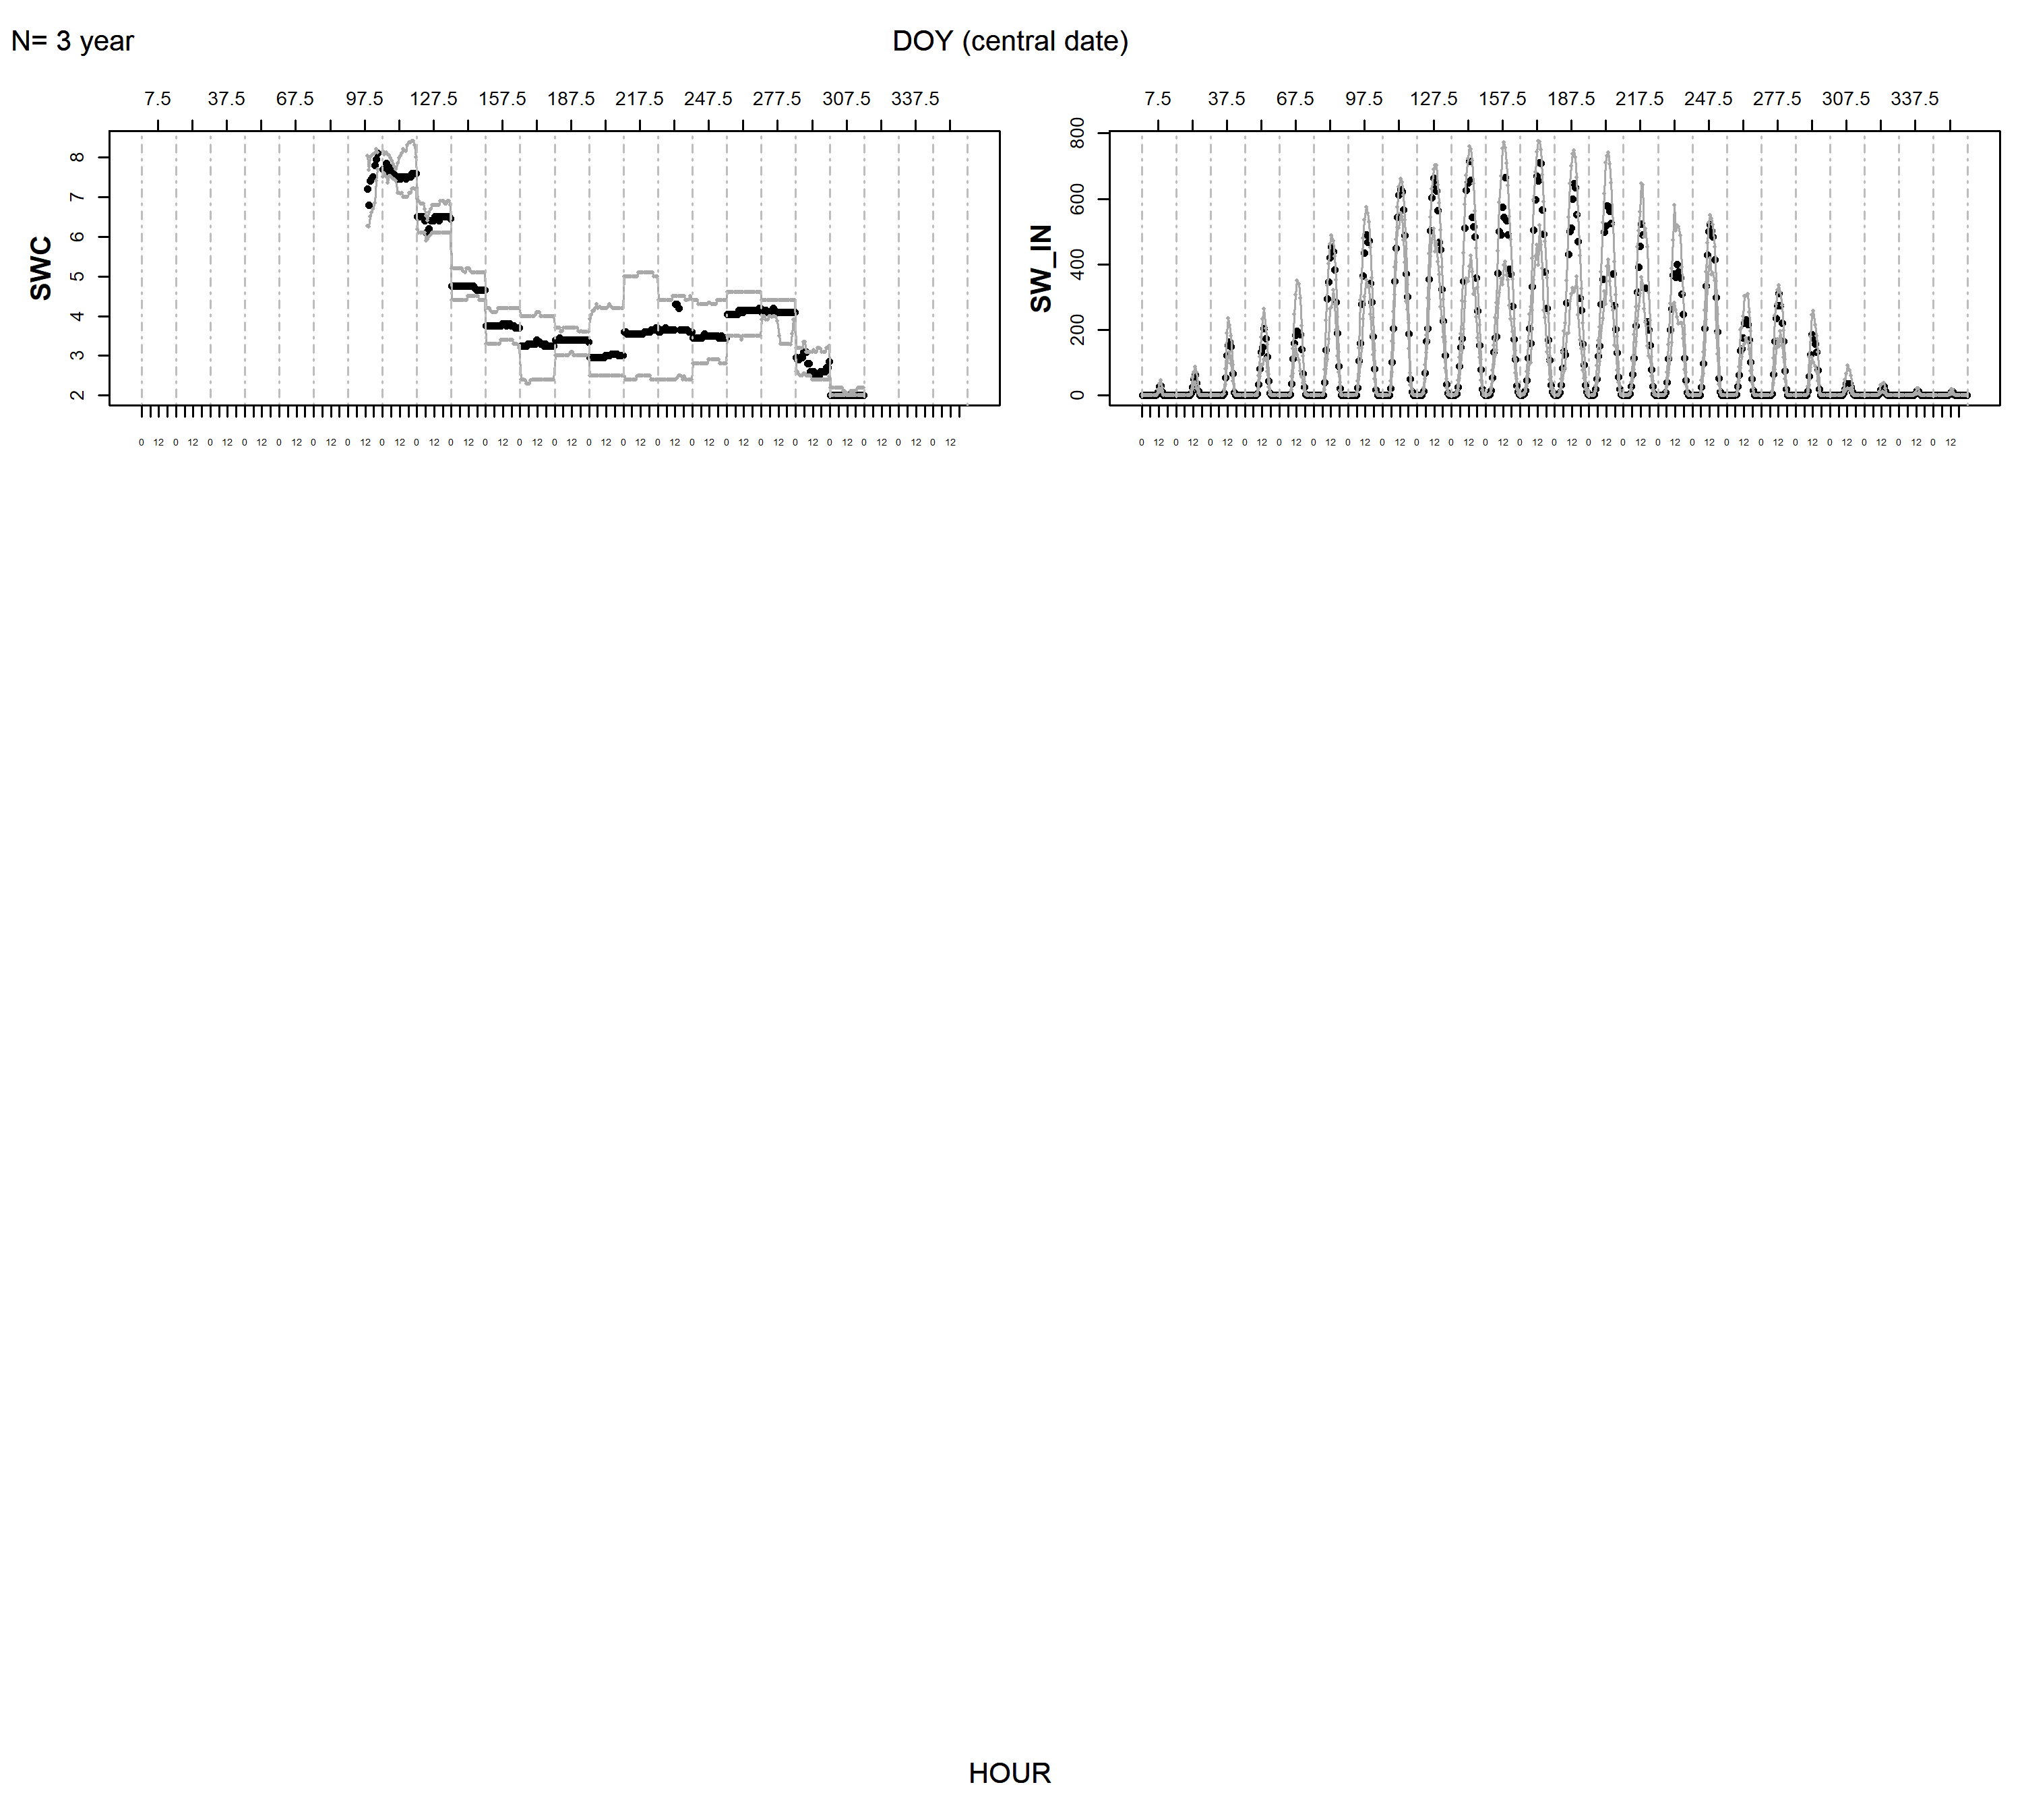 N= 3 year
DOY (central date)
7.5 37.5 67.5 97.5 127.5 157.5 187.5 217.5 247.5 277.5 307.5 337.5
SWC
8
7
6
5
4
3
2
0 12 0 12 0 12 0 12 0 12 0 12 0 12 0 12 0 12 0 12 0 12 0 12 0 12 0 12 0 12 0 12 0 12 0 12 0 12 0 12 0 12 0 12 0 12 0 12
7.5 37.5 67.5 97.5 127.5 157.5 187.5 217.5 247.5 277.5 307.5 337.5
SW_IN
800
600
400
200
0
0 12 0 12 0 12 0 12 0 12 0 12 0 12 0 12 0 12 0 12 0 12 0 12 0 12 0 12 0 12 0 12 0 12 0 12 0 12 0 12 0 12 0 12 0 12 0 12
HOUR